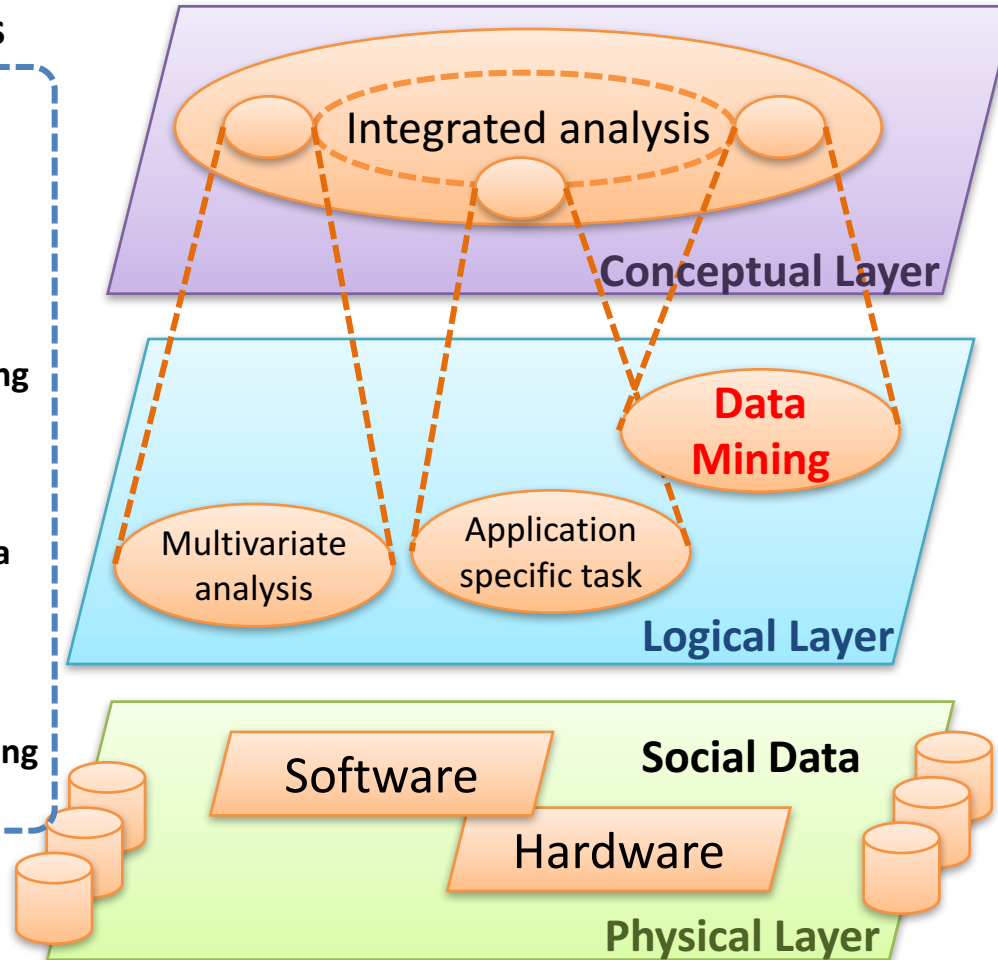 Integrated analysis
Conceptual Layer
Data
Mining
Multivariate
analysis
Application
specific task
Logical Layer
Software
Social Data
Hardware
Physical Layer